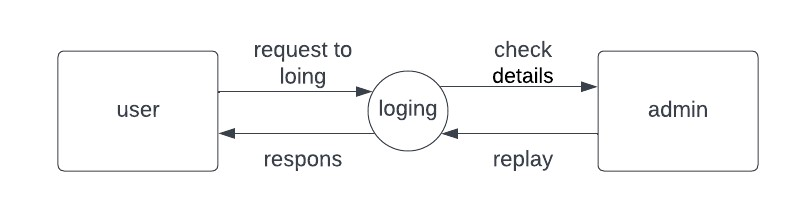 request to
loing
check
details
user
loging
admin
respons
replay